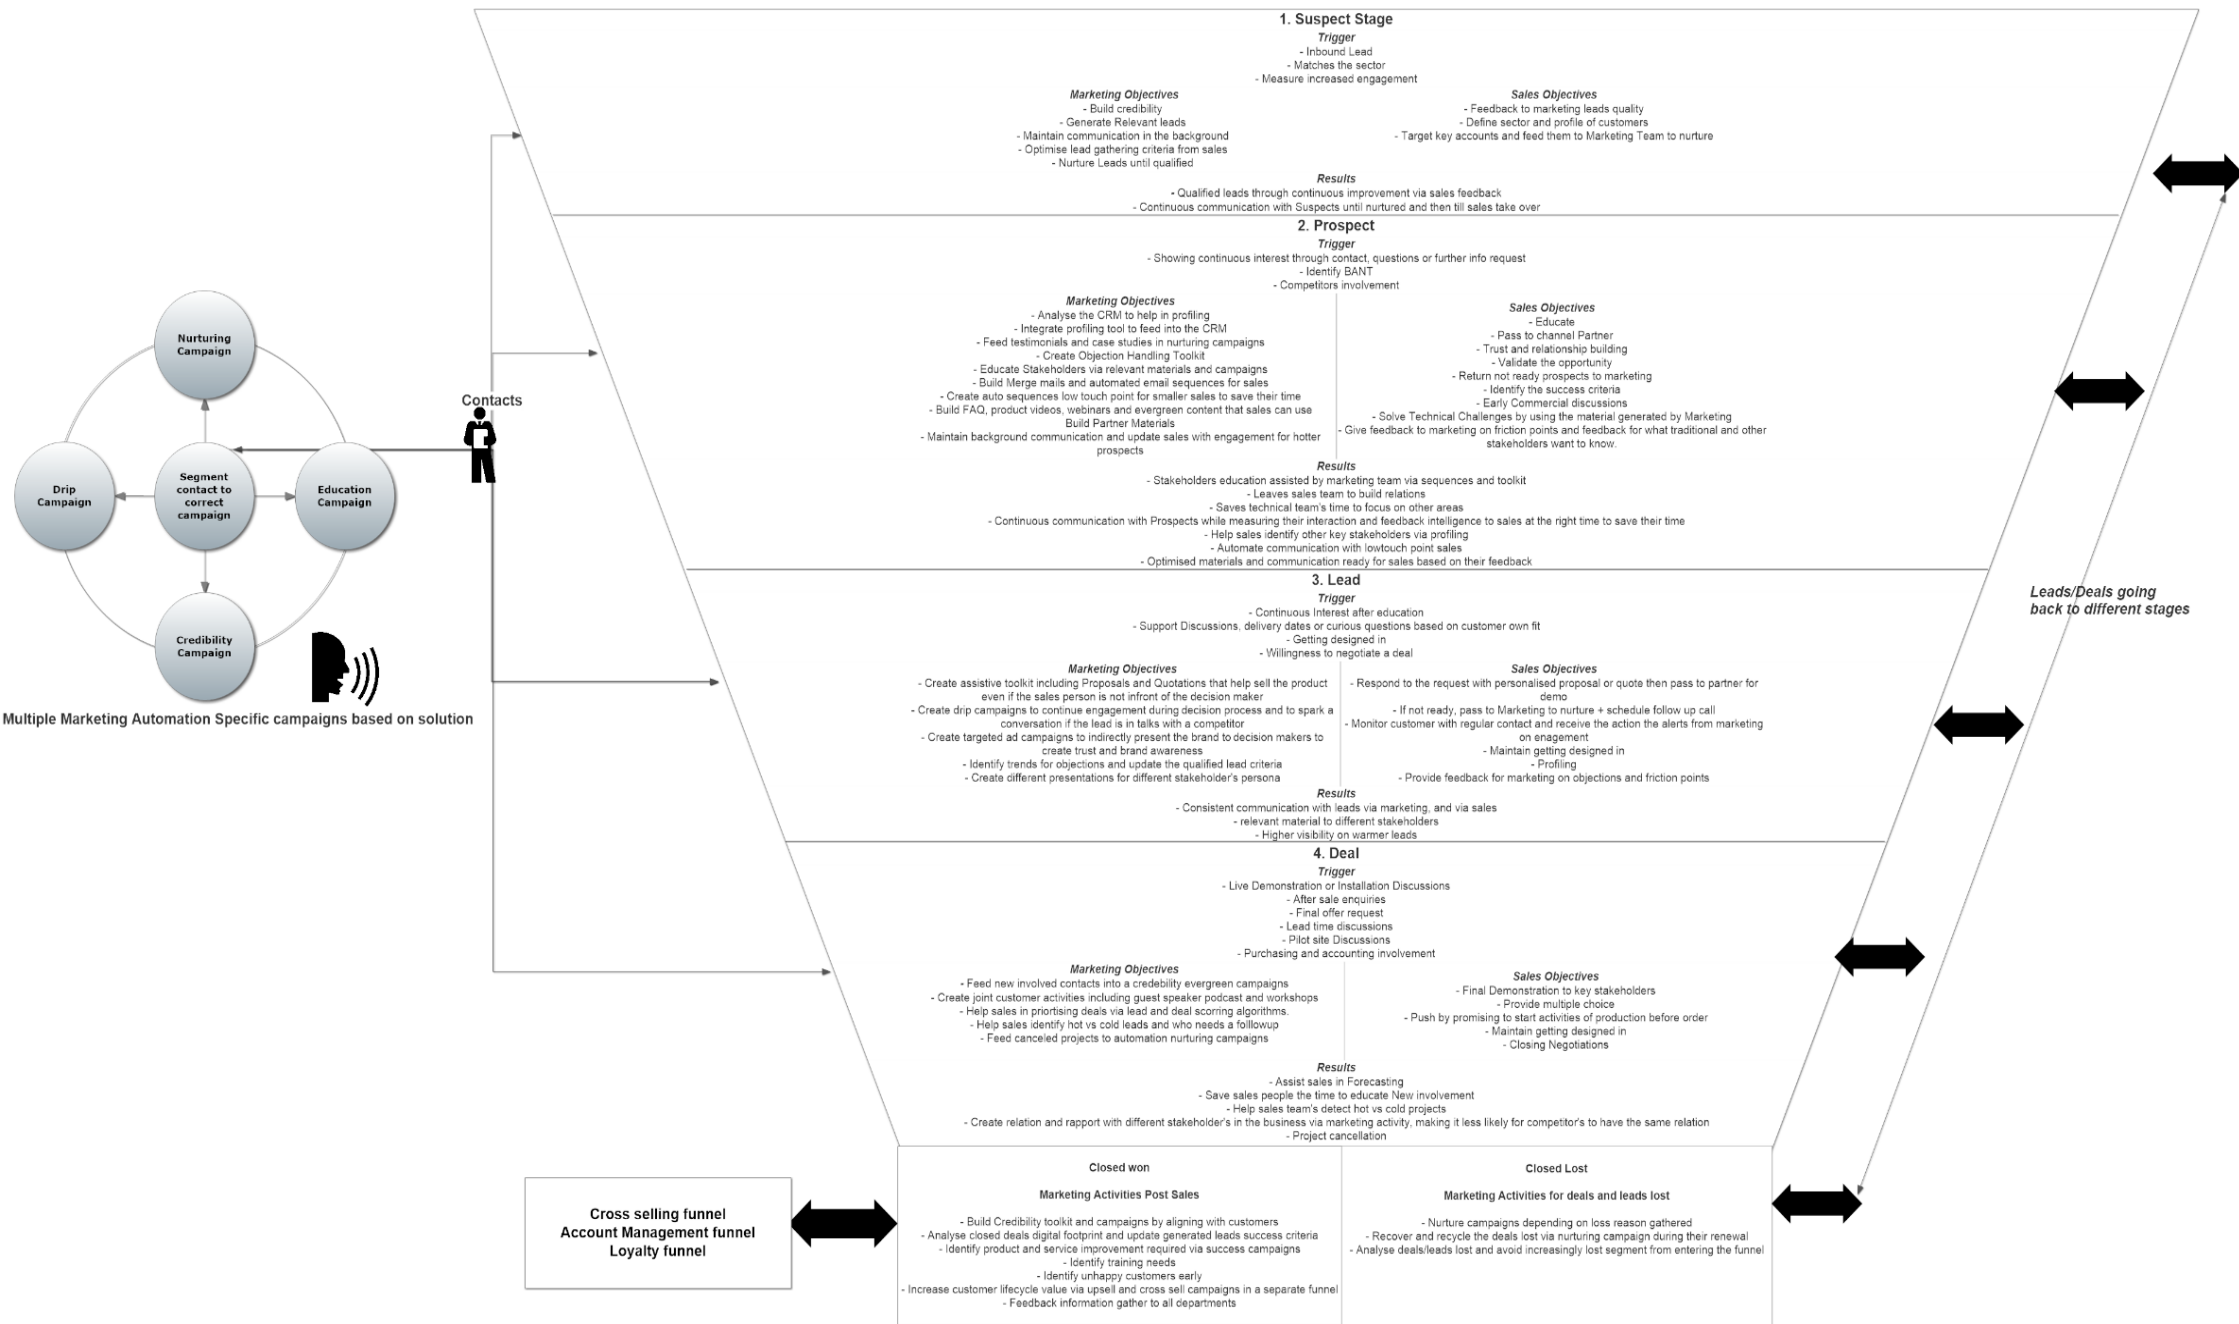 1. Suspect Stage
Trigger
- Inbound Lead
- Matches the sector
- Measure increased engagement
Marketing Objectives
- Build credibility
- Generate Relevant leads
- Maintain communication in the background
- Optimise lead gathering criteria from sales
- Nurture Leads until qualified
Sales Objectives
- Feedback to marketing leads quality
- Define sector and profile of customers
- Target key accounts and feed them to Marketing Team to nurture
Results
- Qualified leads through continuous improvement via sales feedback
- Continuous communication with Suspects until nurtured and then till sales take over
2. Prospect
Trigger
- Showing continuous interest through contact, questions or further info request
- Identify BANT
- Competitors involvement
Marketing Objectives
- Analyse the CRM to help in profiling
- Integrate profiling tool to feed into the CRM
- Feed testimonials and case studies in nurturing campaigns
- Create Objection Handling Toolkit
- Educate Stakeholders via relevant materials and campaigns
- Build Merge mails and automated email sequences for sales
- Create auto sequences low touch point for smaller sales to save their time
- Build FAQ, product videos, webinars and evergreen content that sales can use
Build Partner Materials
- Maintain background communication and update sales with engagement for hotter
prospects
Sales Objectives
- Educate
- Pass to channel Partner
- Trust and relationship building
- Validate the opportunity
- Return not ready prospects to marketing
- Identify the success criteria
- Early Commercial discussions
- Solve Technical Challenges by using the material generated by Marketing
- Give feedback to marketing on friction points and feedback for what traditional and other
stakeholders want to know.
Results
- Stakeholders education assisted by marketing team via sequences and toolkit
- Leaves sales team to build relations
- Saves technical team's time to focus on other areas
- Continuous communication with Prospects while measuring their interaction and feedback intelligence to sales at the right time to save their time
- Help sales identify other key stakeholders via profiling
- Automate communication with lowtouch point sales
- Optimised materials and communication ready for sales based on their feedback
3. Lead
Trigger
- Continuous Interest after education
- Support Discussions, delivery dates or curious questions based on customer own fit
- Getting designed in
- Willingness to negotiate a deal
Marketing Objectives
- Create assistive toolkit including Proposals and Quotations that help sell the product
even if the sales person is not infront of the decision maker
- Create drip campaigns to continue engagement during decision process and to spark a
conversation if the lead is in talks with a competitor
- Create targeted ad campaigns to indirectly present the brand to decision makers to
create trust and brand awareness
- Identify trends for objections and update the qualified lead criteria
- Create different presentations for different stakeholder's persona
Sales Objectives
- Respond to the request with personalised proposal or quote then pass to partner for
demo
- If not ready, pass to Marketing to nurture + schedule follow up call
- Monitor customer with regular contact and receive the action the alerts from marketing
on enagement
- Maintain getting designed in
- Profiling
- Provide feedback for marketing on objections and friction points
Results
- Consistent communication with leads via marketing, and via sales
- relevant material to different stakeholders
- Higher visibility on warmer leads
4. Deal
Trigger
- Live Demonstration or Installation Discussions
- After sale enquiries
- Final offer request
- Lead time discussions
- Pilot site Discussions
- Purchasing and accounting involvement
Marketing Objectives
- Feed new involved contacts into a credebility evergreen campaigns
- Create joint customer activities including guest speaker podcast and workshops
- Help sales in priortising deals via lead and deal scoring algorithms.
- Help sales identify hot vs cold leads and who needs a folllowup
- Feed canceled projects to automation nurturing campaigns
Sales Objectives
- Final Demonstration to key stakeholders
- Provide multiple choice
- Push by promising to start activities of production before order
- Maintain getting designed in
- Closing Negotiations
Results
- Assist sales in Forecasting
- Save sales people the time to educate New involvement
- Help sales team's detect hot vs cold projects
- Create relation and rapport with different stakeholder's in the business via marketing activity, making it less likely for competitor's to have the same relation
- Project cancellation
Closed won
Marketing Activities Post Sales
- Build Credibility toolkit and campaigns by aligning with customers
- Analyse closed deals digital footprint and update generated leads success criteria
- Identify product and service improvement required via success campaigns
- Identify training needs
- Identify unhappy customers early
- Increase customer lifecycle value via upsell and cross sell campaigns in a separate funnel
- Feedback information gather to all departments
Closed Lost
Marketing Activities for deals and leads lost
- Nurture campaigns depending on loss reason gathered
- Recover and recycle the deals lost via nurturing campaign during their renewal
- Analyse deals/leads lost and avoid increasingly lost segment from entering the funnel
Cross selling funnel
Account Management funnel
Loyalty funnel
Nurturing
Campaign
Drip
Campaign
Segment
contact to
correct
campaign
Education
Campaign
Credibility
Campaign
Contacts
Multiple Marketing Automation Specific campaigns based on solution
Leads/Deals going
back to different stages